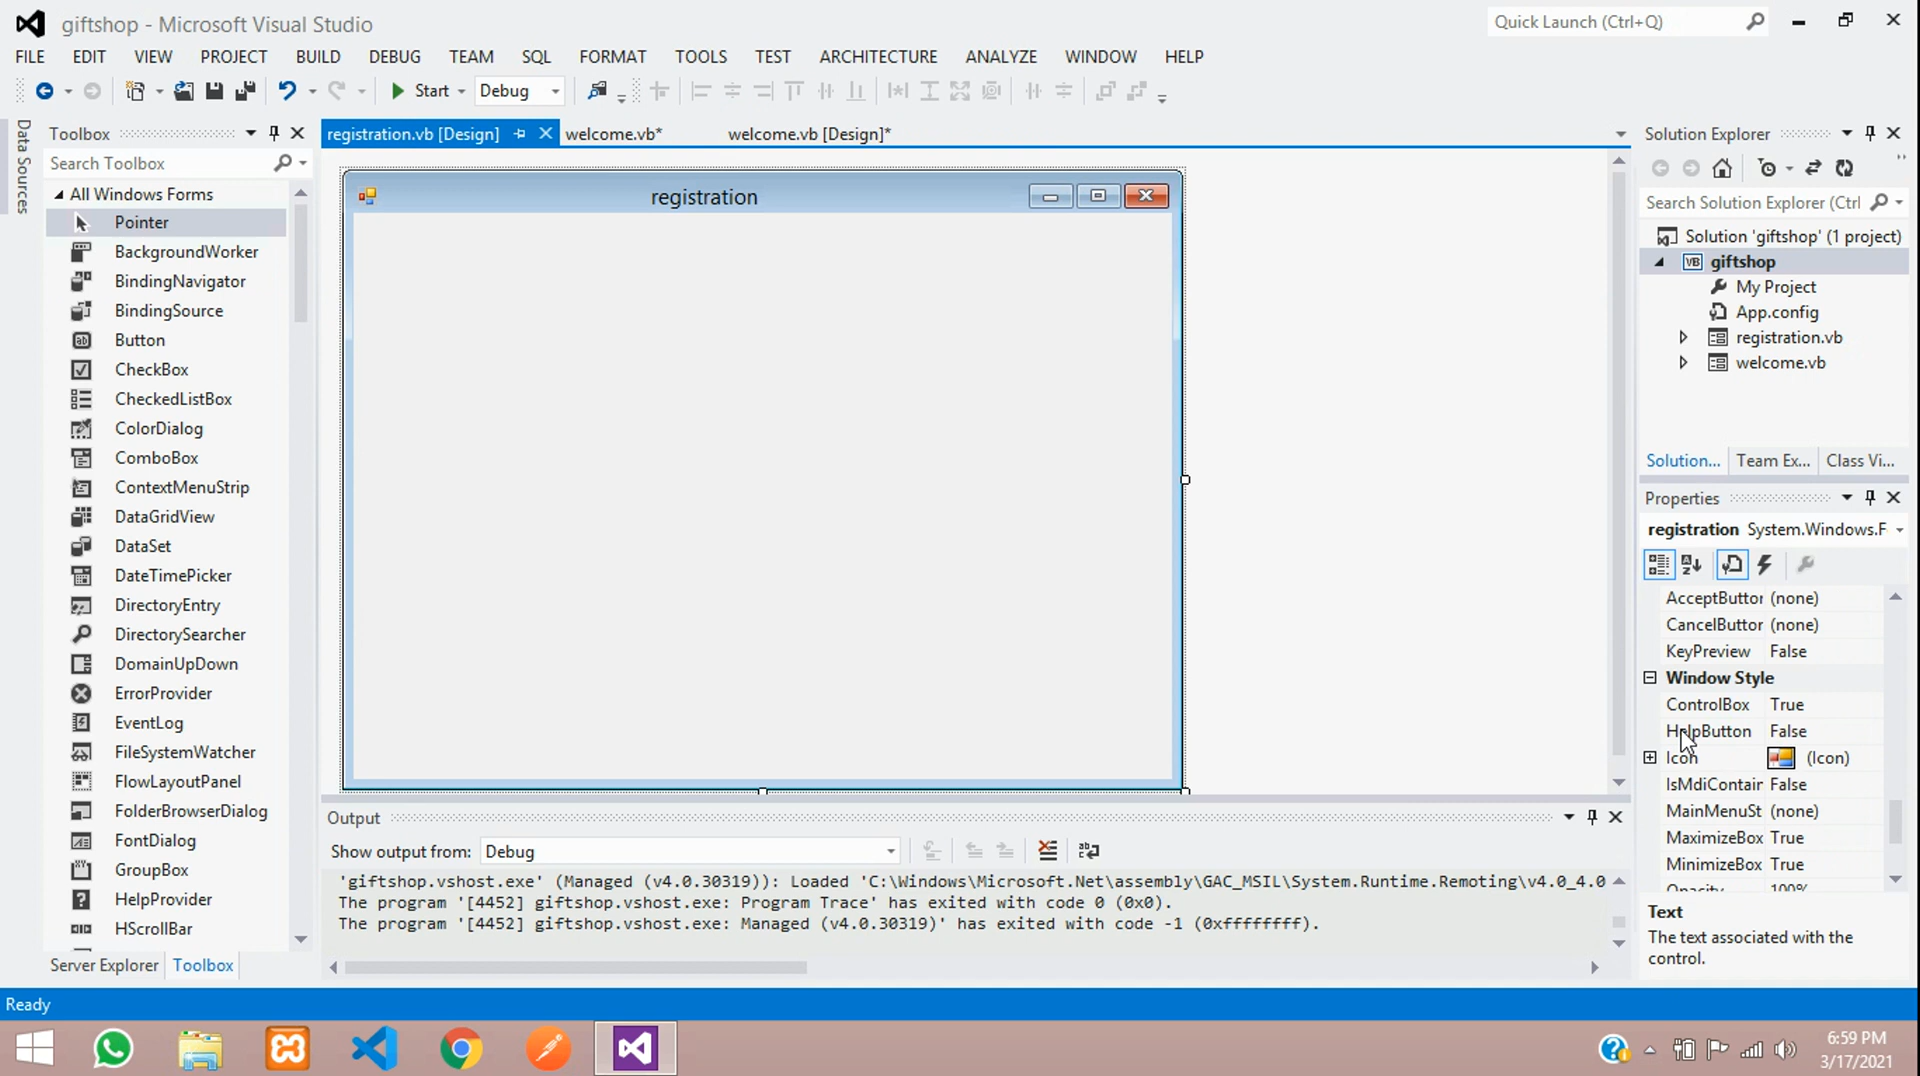 giftshop - Microsoft Visual Studio
Quick Launch (Ctrl+Q)
FILE EDIT VIEW PROJECT BUILD DEBUG TEAM SQL FORMAT TOOLS TEST ARCHITECTURE ANALYZE WINDOW HELP
Start Debug
Data Sources
Toolbox
Search Toolbox
All Windows Forms
Pointer
BackgroundWorker
BindingNavigator
BindingSource
Button
CheckBox
CheckedListBox
ColorDialog
ComboBox
ContextMenuStrip
DataGridView
DataSet
DateTimePicker
DirectoryEntry
DirectorySearcher
DomainUpDown
ErrorProvider
EventLog
FileSystemWatcher
FlowLayoutPanel
FolderBrowserDialog
FontDialog
GroupBox
HelpProvider
HScrollBar
Server Explorer Toolbox
registration.vb [Design] welcome.vb* welcome.vb [Design]*
registration
Output
Show output from: Debug
'giftshop.vshost.exe' (Managed (v4.0.30319)): Loaded 'C:\Windows\Microsoft.Net\assembly\GAC_MSIL\System.Runtime.Remoting\v4.0_4.0
The program '[4452] giftshop.vshost.exe: Program Trace' has exited with code 0 (0x0).
The program '[4452] giftshop.vshost.exe: Managed (v4.0.30319)' has exited with code -1 (0xffffffff).
Solution Explorer
Search Solution Explorer (Ctrl
Solution 'giftshop' (1 project)
VB giftshop
My Project
App.config
registration.vb
welcome.vb
Solution... Team Ex... Class Vi...
Properties
registration System.Windows.F
AcceptButtor (none)
CancelButtor (none)
KeyPreview False
Window Style
ControlBox True
HelpButton False
Icon (Icon)
IsMdiContair False
MainMenuSt (none)
MaximizeBox True
MinimizeBox True
Opacity 100%
Text
The text associated with the
control.
Ready
6:59 PM
3/17/2021